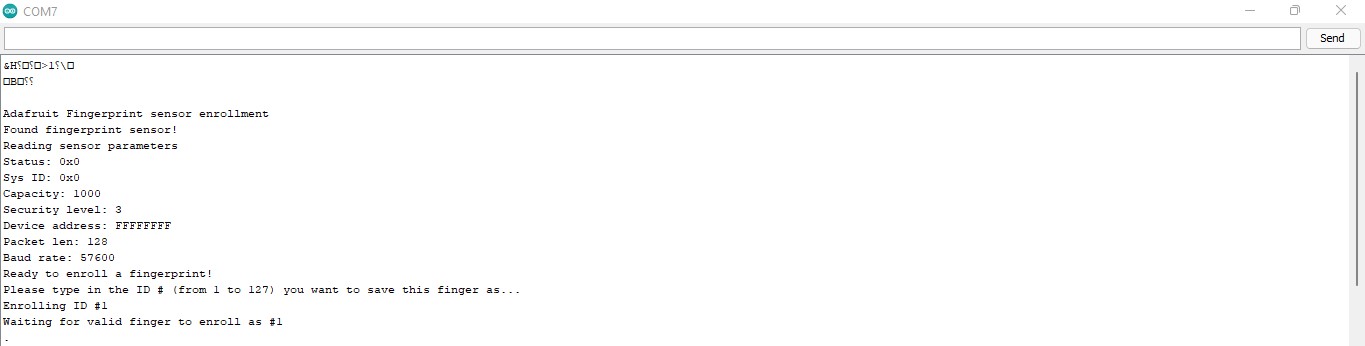 COM7
Send
&H⸮□⸮□>1⸮\□
□B□⸮⸮
Adafruit Fingerprint sensor enrollment
Found fingerprint sensor!
Reading sensor parameters
Status: 0x0
Sys ID: 0x0
Capacity: 1000
Security level: 3
Device address: FFFFFFFF
Packet len: 128
Baud rate: 57600
Ready to enroll a fingerprint!
Please type in the ID # (from 1 to 127) you want to save this finger as...
Enrolling ID #1
Waiting for valid finger to enroll as #1
.